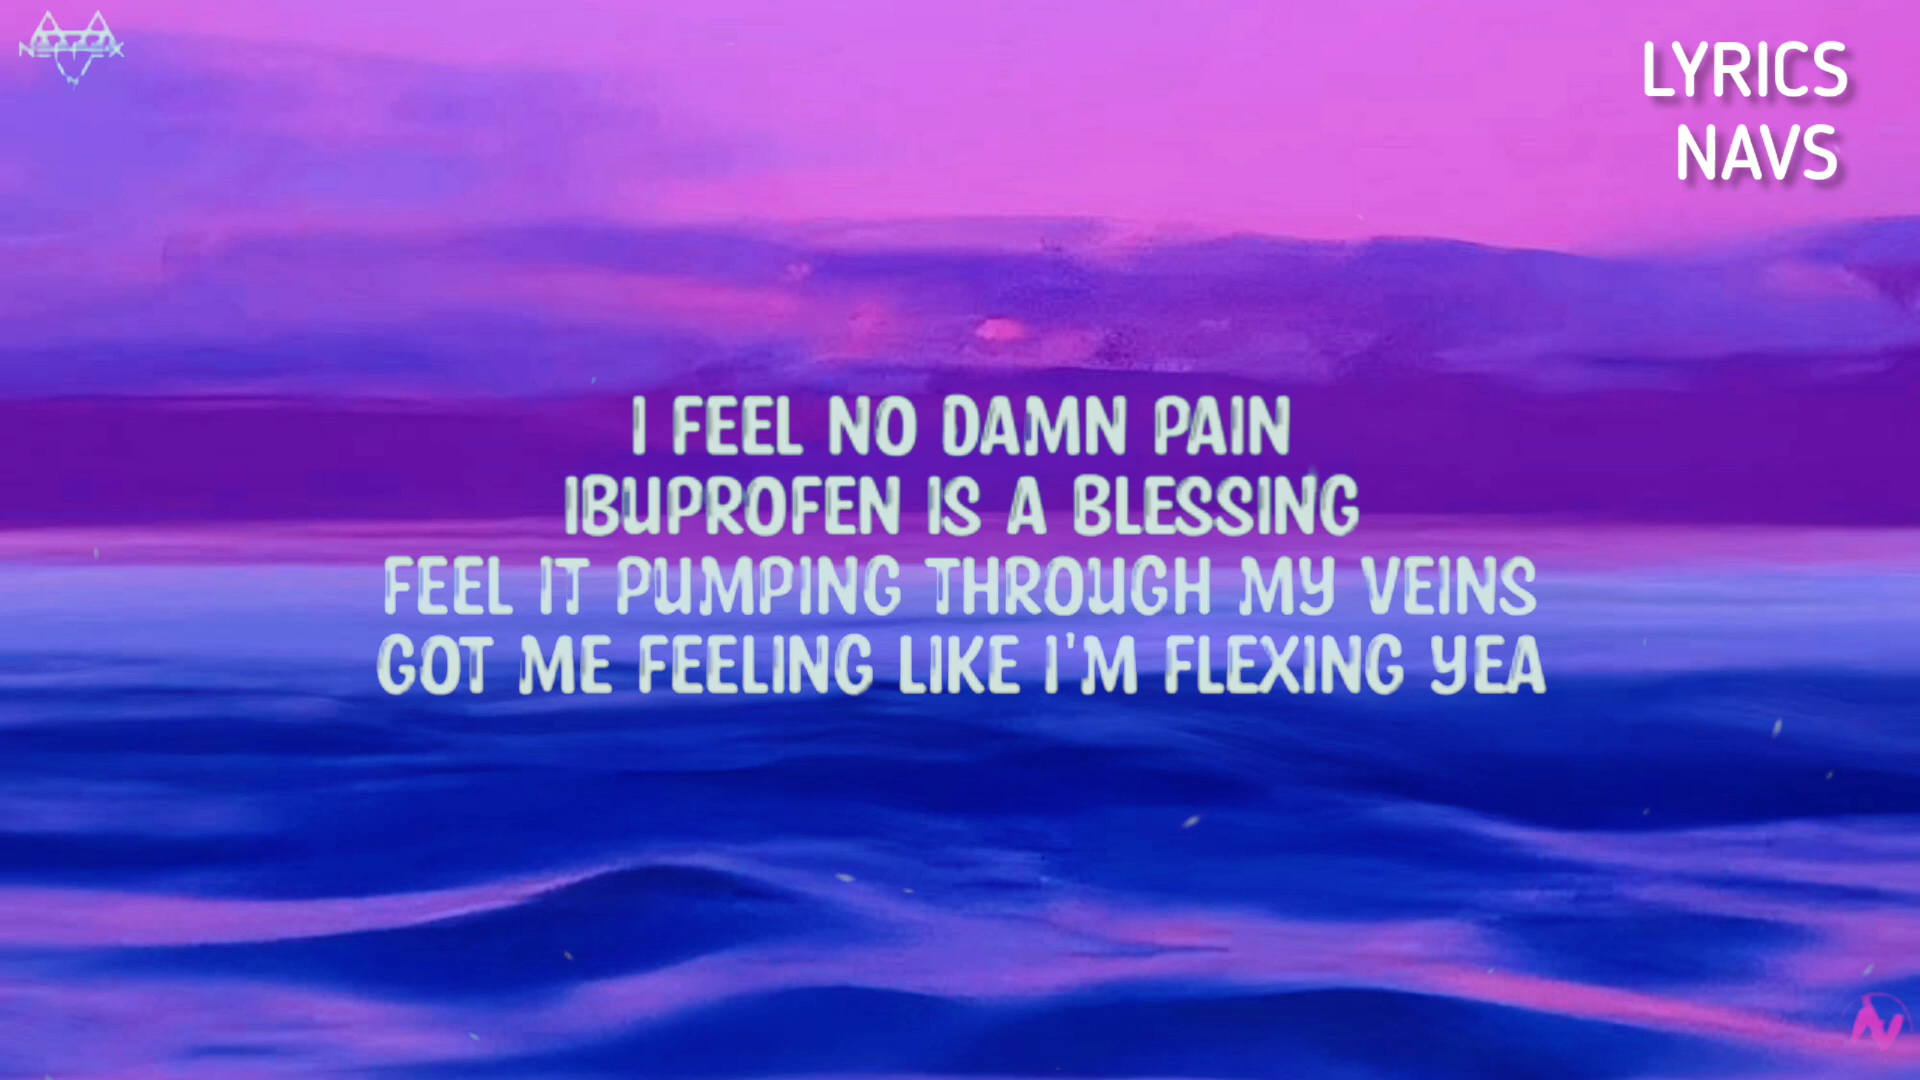 NEFFEX
LYRICS
NAVS
I FEEL NO DAMN PAIN
IBUPROFEN IS A BLESSING
FEEL IT PUMPING THROUGH MY VEINS
GOT ME FEELING LIKE I'M FLEXING YEA